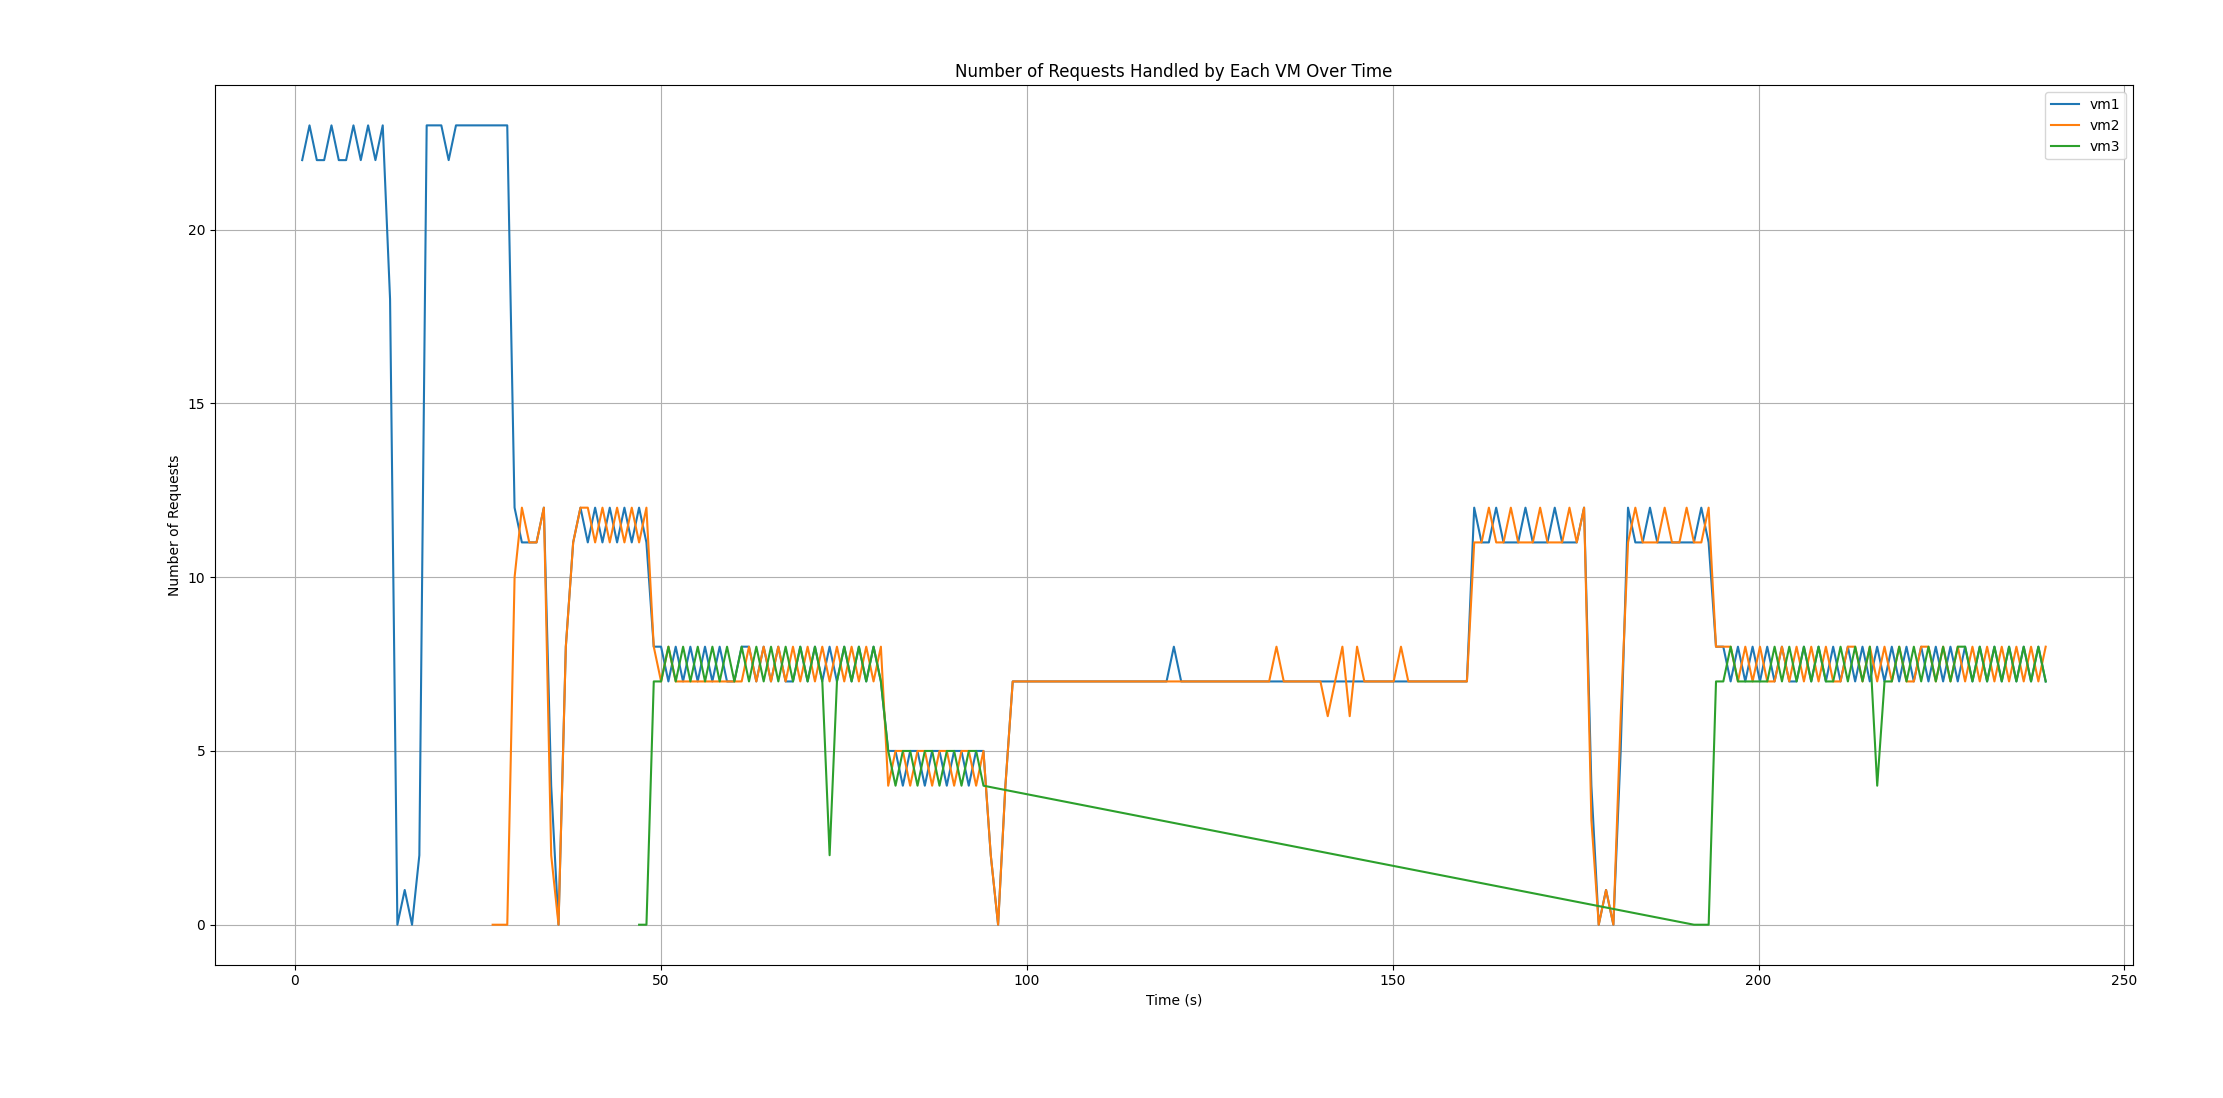 Number of Requests Handled by Each VM Over Time
vm1
vm2
vm3
20
15
10
5
0
Number of Requests
0
50
100
150
200
250
Time (s)